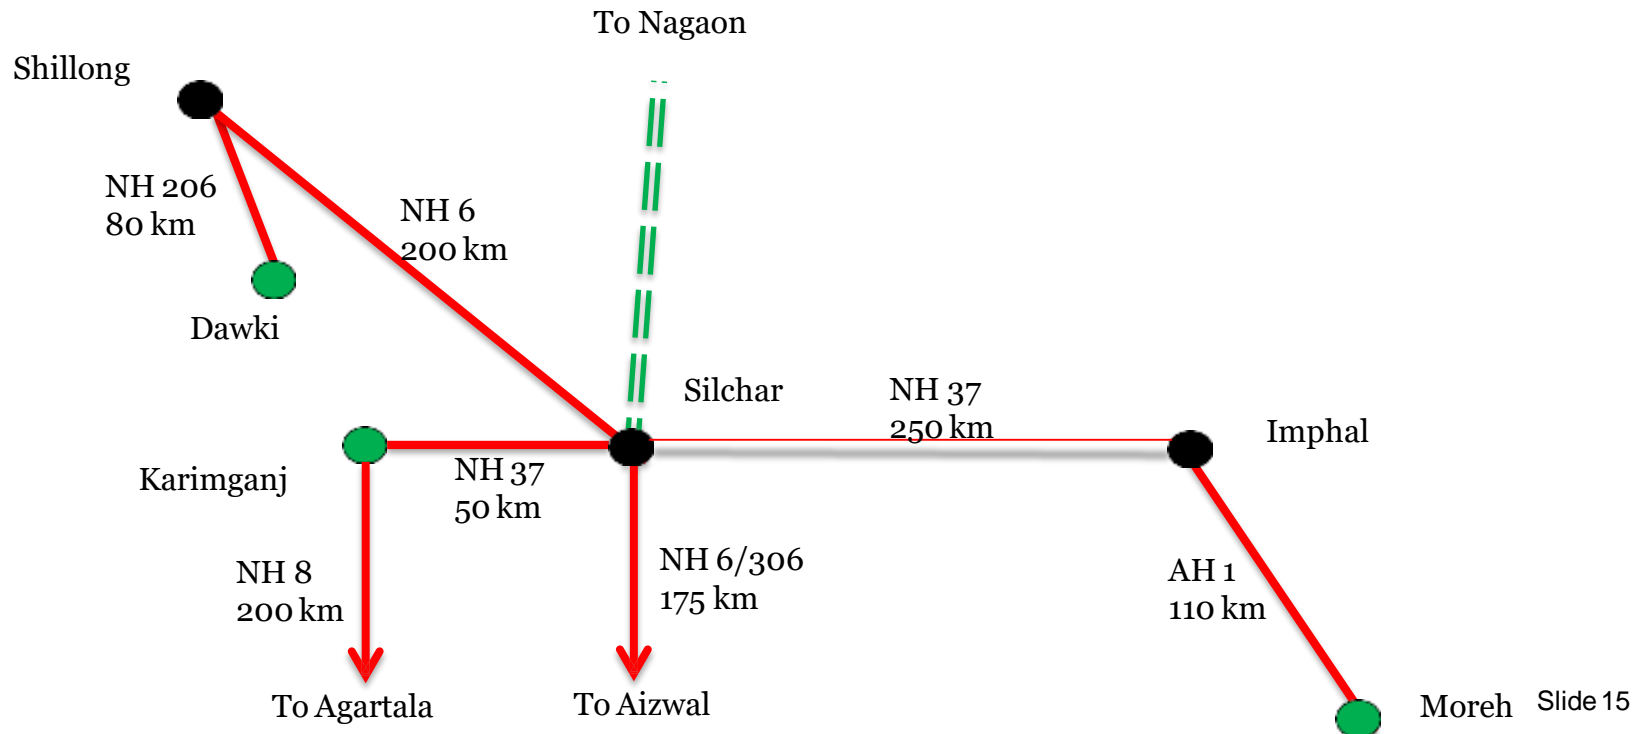 To Nagaon
Shillong
NH 206
80 km
NH 6
200 km
Dawki
Silchar
NH 37
250 km
Imphal
Karimganj
NH 37
50 km
NH 8
200 km
NH 6/306
175 km
AH 1
110 km
To Agartala
To Aizwal
Moreh
Slide 15